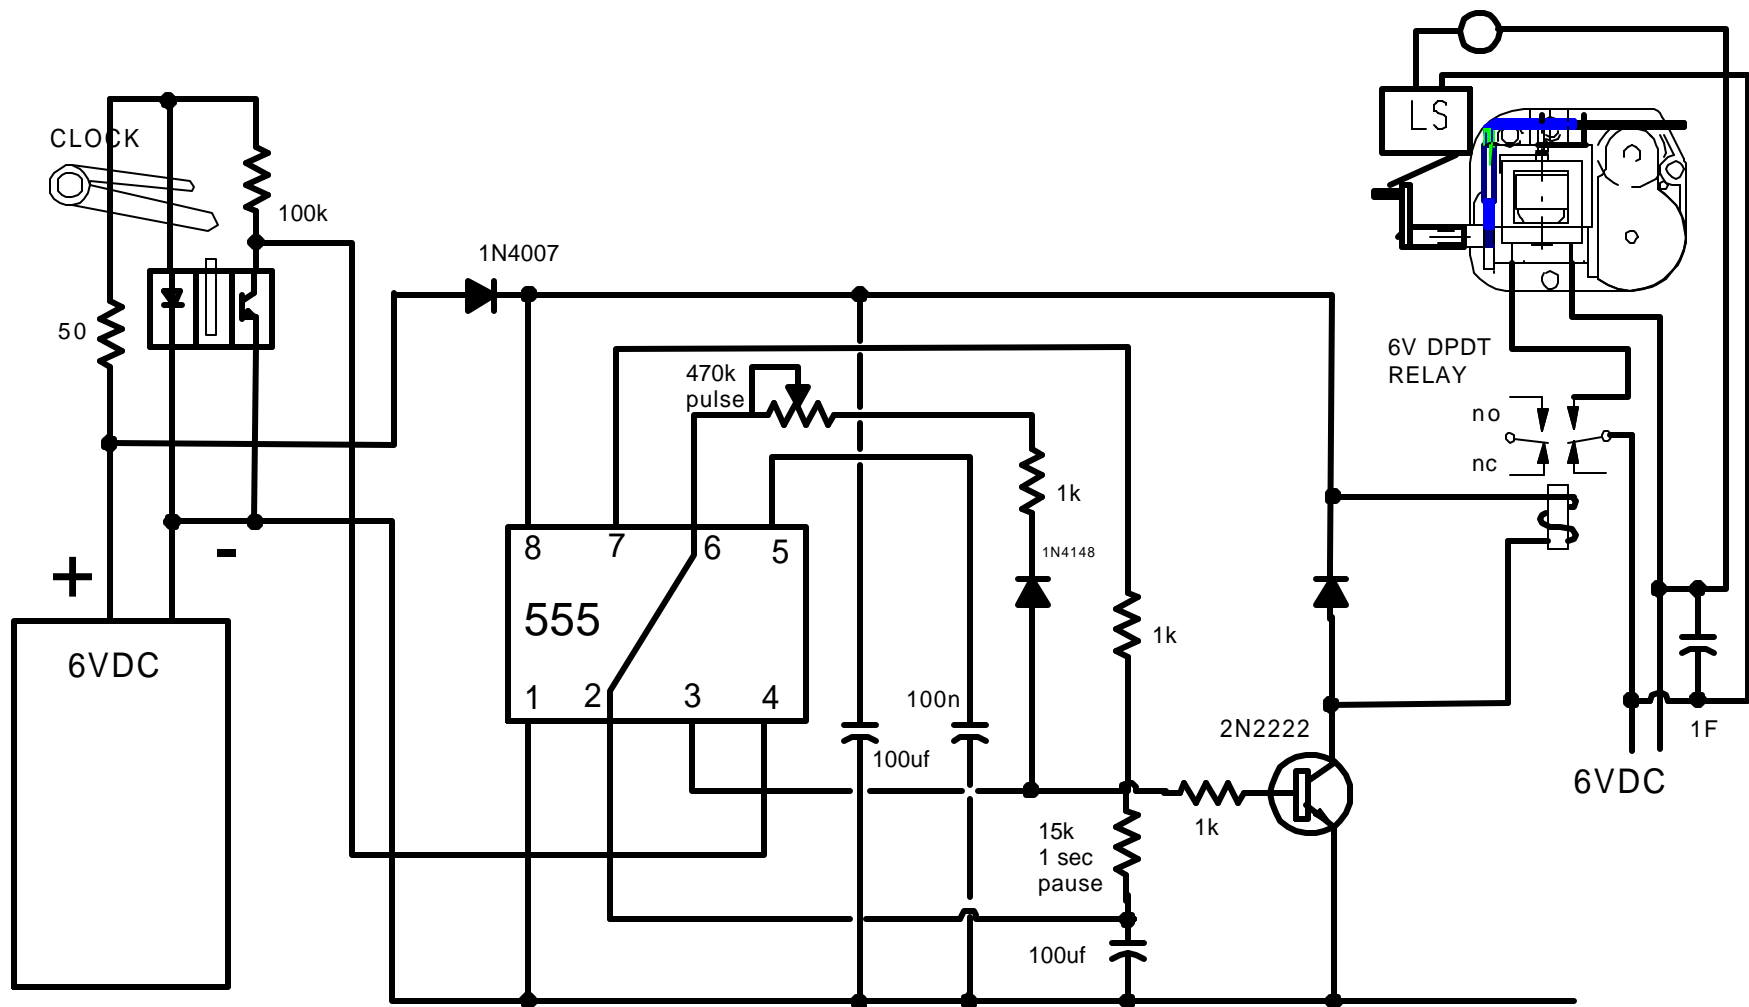 CLOCK
100k
50
+
-
6VDC
1N4007
470k
pulse
1k
1N4148
8 7 6 5
555
1 2 3 4
100n
100uf
1k
15k
1 sec
pause
100uf
2N2222
1k
LS
6V DPDT
RELAY
no
nc
1F
6VDC